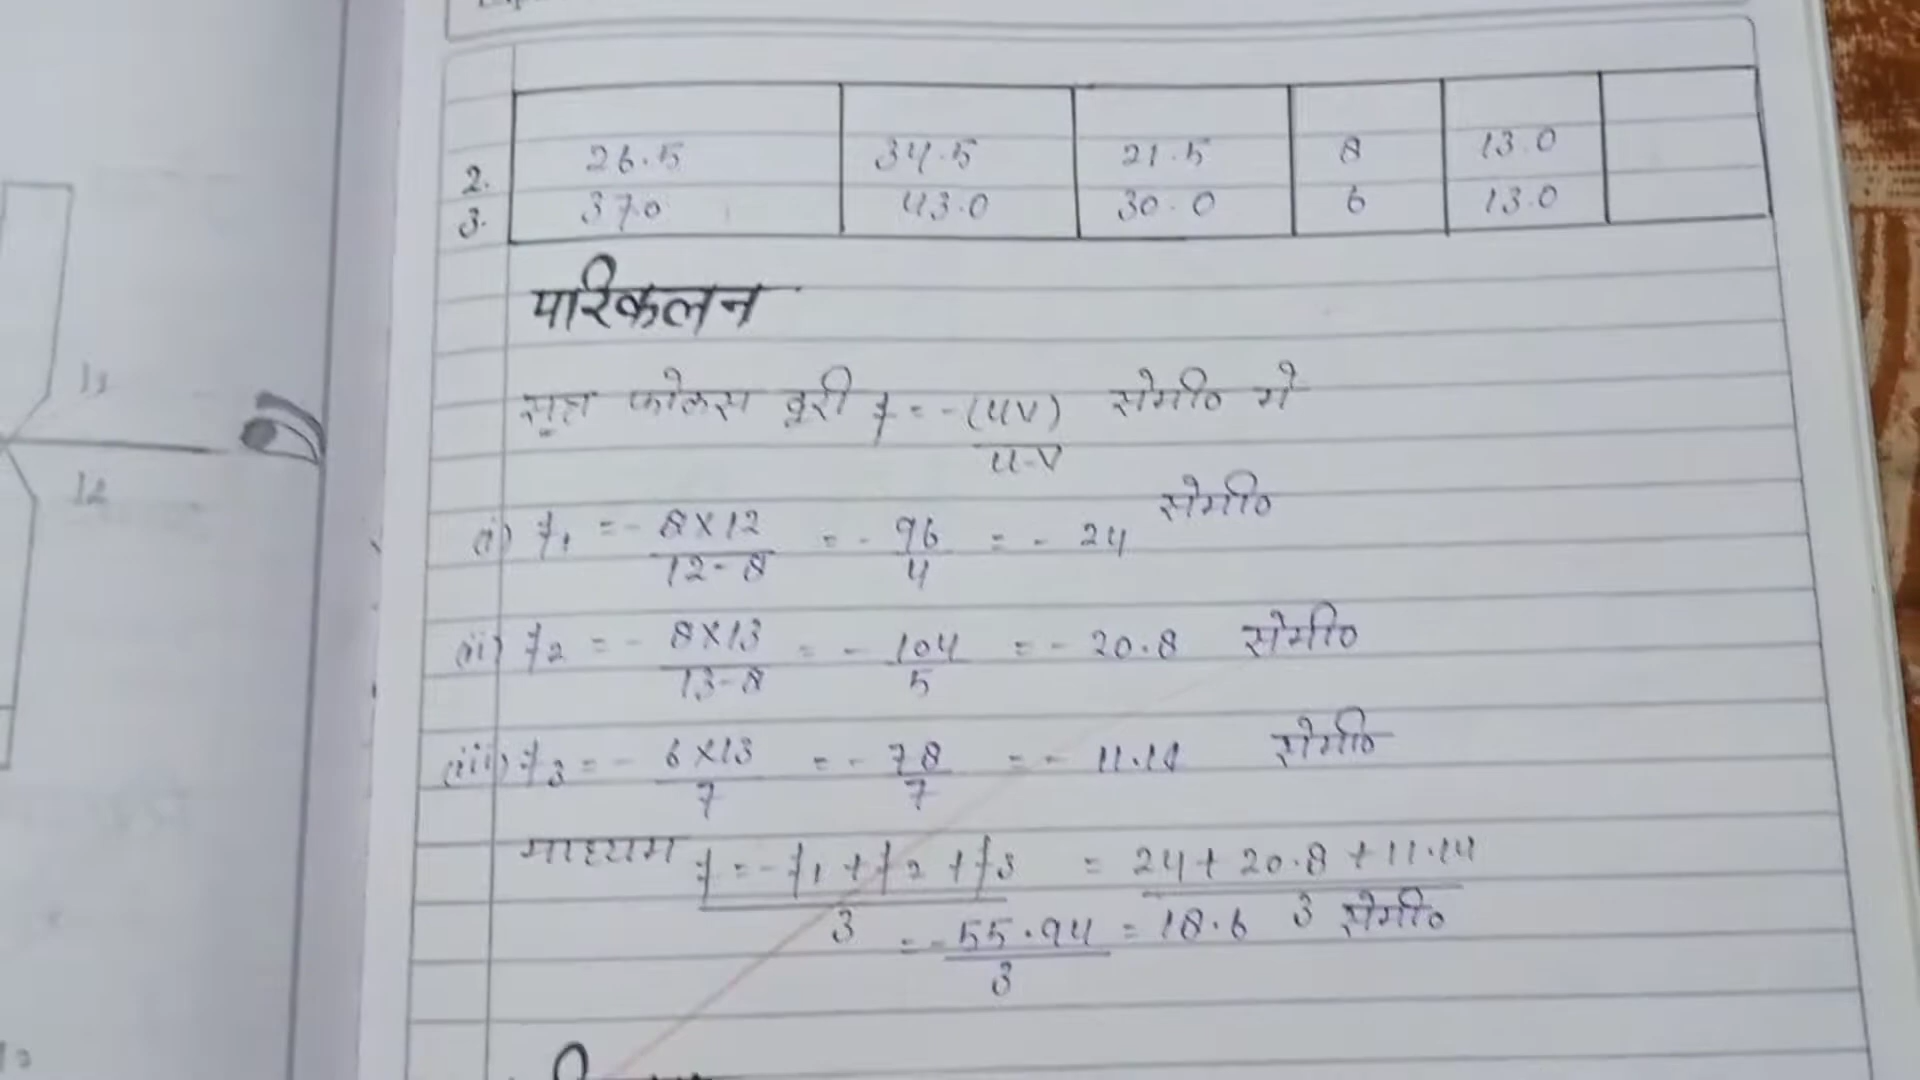 2. 26.5 34.5 21.5 8 13.0
3. 37.0 43.0 30.0 6 13.0
परिकलन
सूत्र फोकस दूरी f = -(uv) सेमी० में
u-v
(i) f1 = - 8×12 = - 96 = - 24 सेमी०
12-8 4
(ii) f2 = - 8×13 = - 104 = - 20.8 सेमी०
13-8 5
(iii) f3 = - 6×13 = - 78 = - 11.14 सेमी०
7 7
माध्यम f = - f1 + f2 + f3 = 24 + 20.8 + 11.14
3 3
= - 55.94 = 18.6 सेमी०
3